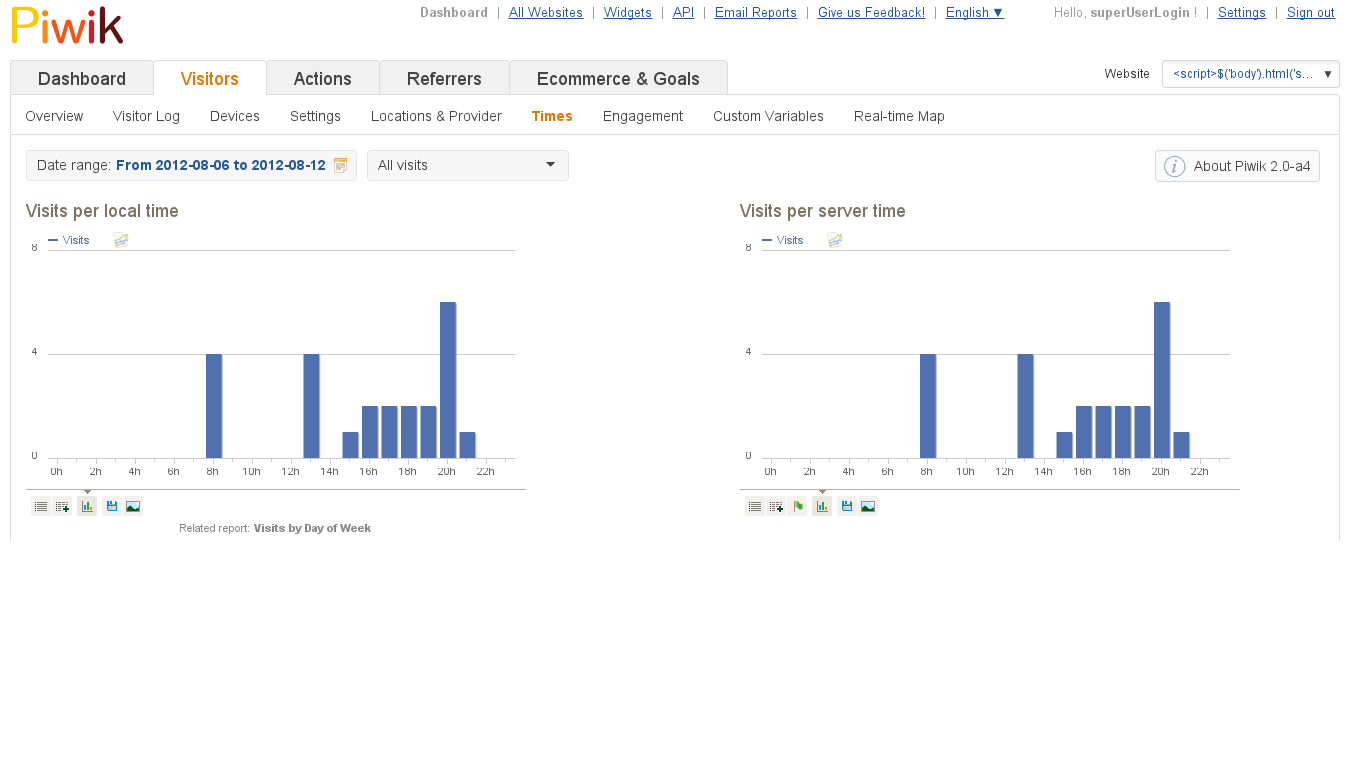 Piwik
Dashboard | All Websites | Widgets | API | Email Reports | Give us Feedback! | English ▼ Hello, superUserLogin ! | Settings | Sign out
Dashboard Visitors Actions Referrers Ecommerce & Goals
Website <script>$('body').html('s... ▼
Overview Visitor Log Devices Settings Locations & Provider Times Engagement Custom Variables Real-time Map
Date range: From 2012-08-06 to 2012-08-12 All visits
i About Piwik 2.0-a4
Visits per local time
Visits
8
4
0
0h 2h 4h 6h 8h 10h 12h 14h 16h 18h 20h 22h
Related report: Visits by Day of Week
Visits per server time
Visits
8
4
0
0h 2h 4h 6h 8h 10h 12h 14h 16h 18h 20h 22h